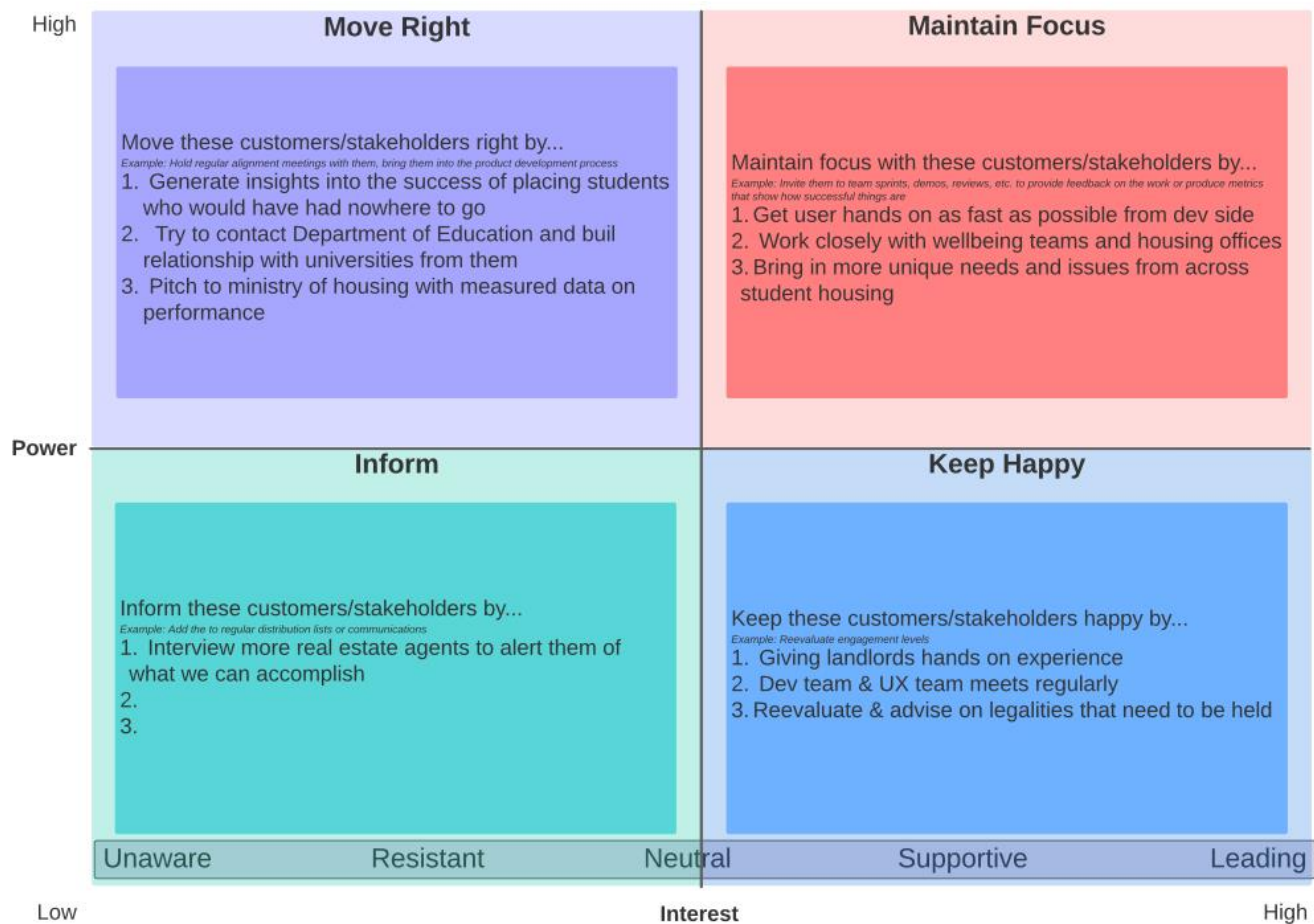 High
Move Right
Move these customers/stakeholders right by...
Example: Hold regular alignment meetings with them, bring them into the product development process
1. Generate insights into the success of placing students
who would have had nowhere to go
2. Try to contact Department of Education and buil
relationship with universities from them
3. Pitch to ministry of housing with measured data on
performance
Maintain Focus
Maintain focus with these customers/stakeholders by...
Example: Invite them to team sprints, demos, reviews, etc. to provide feedback on the work or produce metrics
that show how successful things are
1. Get user hands on as fast as possible from dev side
2. Work closely with wellbeing teams and housing offices
3. Bring in more unique needs and issues from across
student housing
Power
Inform
Inform these customers/stakeholders by...
Example: Add the to regular distribution lists or communications
1. Interview more real estate agents to alert them of
what we can accomplish
2.
3.
Keep Happy
Keep these customers/stakeholders happy by...
Example: Reevaluate engagement levels
1. Giving landlords hands on experience
2. Dev team & UX team meets regularly
3. Reevaluate & advise on legalities that need to be held
Unaware Resistant Neutral Supportive Leading
Low Interest High